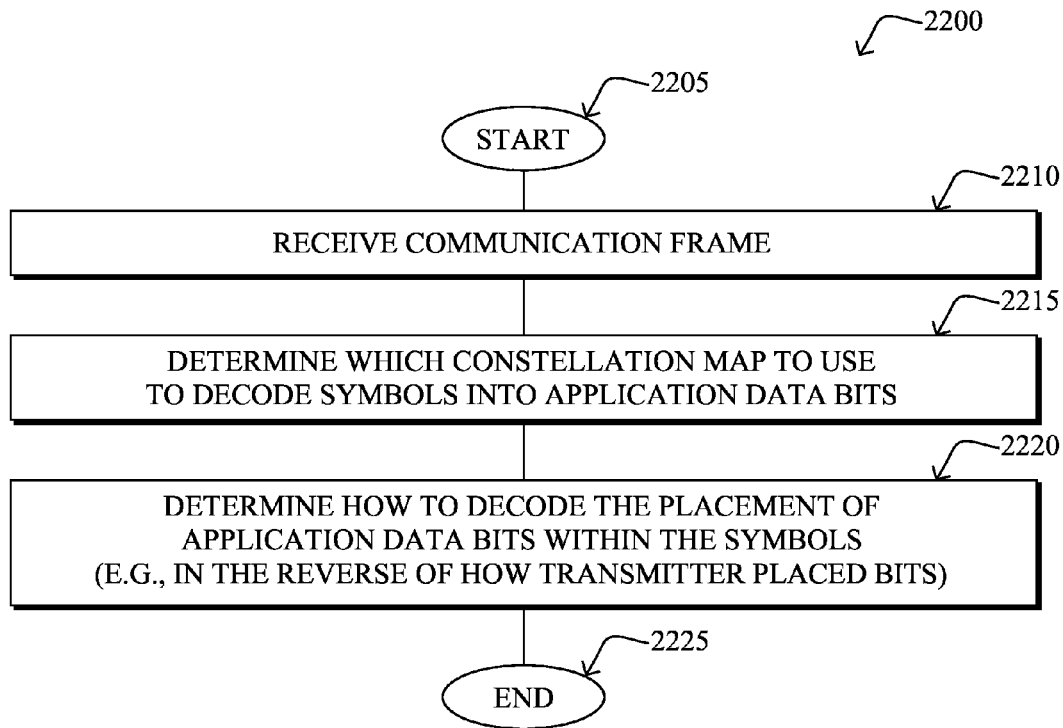 2200
2205
START
2210
RECEIVE COMMUNICATION FRAME
2215
DETERMINE WHICH CONSTELLATION MAP TO USE
TO DECODE SYMBOLS INTO APPLICATION DATA BITS
2220
DETERMINE HOW TO DECODE THE PLACEMENT OF
APPLICATION DATA BITS WITHIN THE SYMBOLS
(E.G., IN THE REVERSE OF HOW TRANSMITTER PLACED BITS)
2225
END